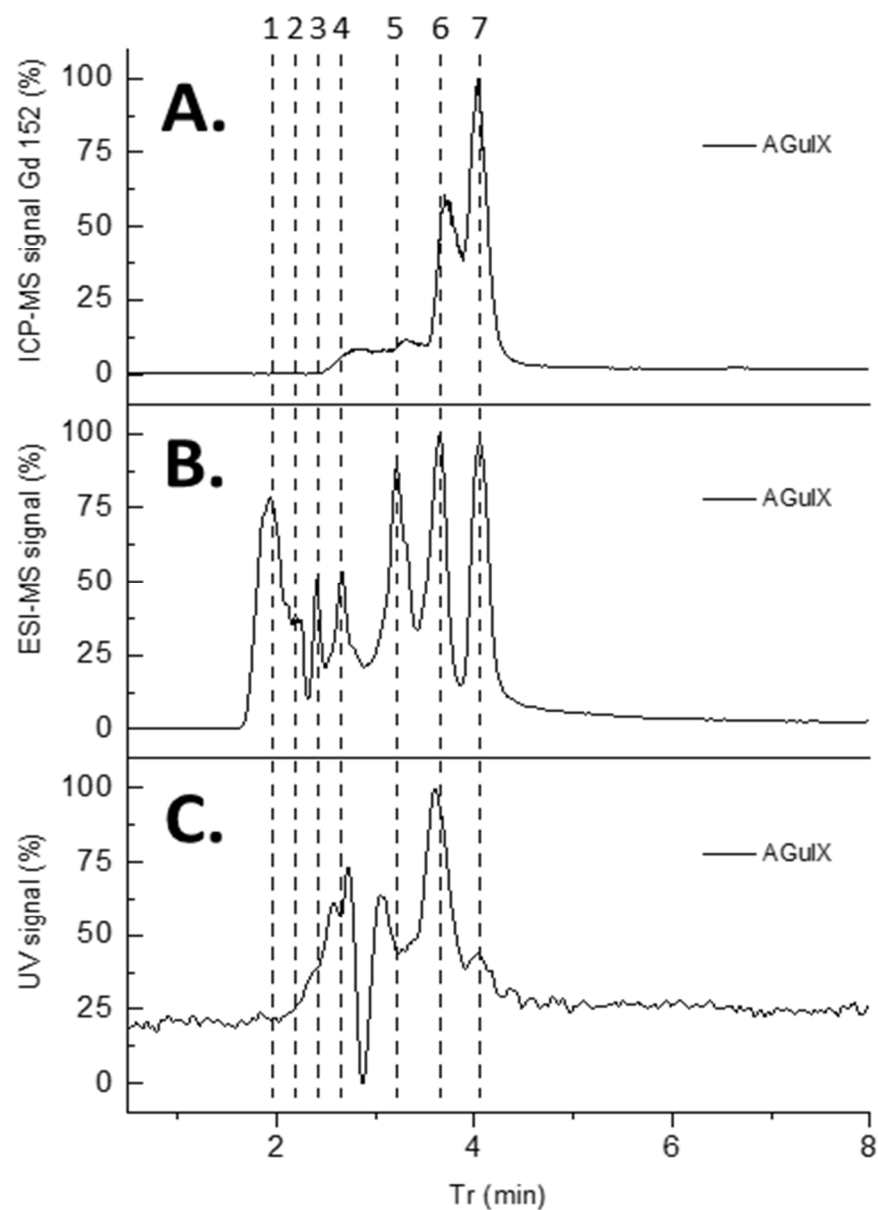 1 2 3 4 5 6 7
A.
ICP-MS signal Gd 152 (%)
100
75
50
25
0
AGuIX
B.
ESI-MS signal (%)
100
75
50
25
0
AGuIX
C.
UV signal (%)
100
75
50
25
0
AGuIX
2 4 6 8
Tr (min)